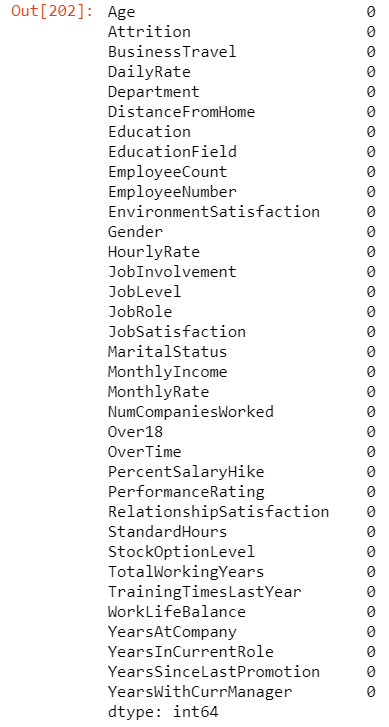 Out[202]: Age 0
Attrition 0
BusinessTravel 0
DailyRate 0
Department 0
DistanceFromHome 0
Education 0
EducationField 0
EmployeeCount 0
EmployeeNumber 0
EnvironmentSatisfaction 0
Gender 0
HourlyRate 0
JobInvolvement 0
JobLevel 0
JobRole 0
JobSatisfaction 0
MaritalStatus 0
MonthlyIncome 0
MonthlyRate 0
NumCompaniesWorked 0
Over18 0
OverTime 0
PercentSalaryHike 0
PerformanceRating 0
RelationshipSatisfaction 0
StandardHours 0
StockOptionLevel 0
TotalWorkingYears 0
TrainingTimesLastYear 0
WorkLifeBalance 0
YearsAtCompany 0
YearsInCurrentRole 0
YearsSinceLastPromotion 0
YearsWithCurrManager 0
dtype: int64